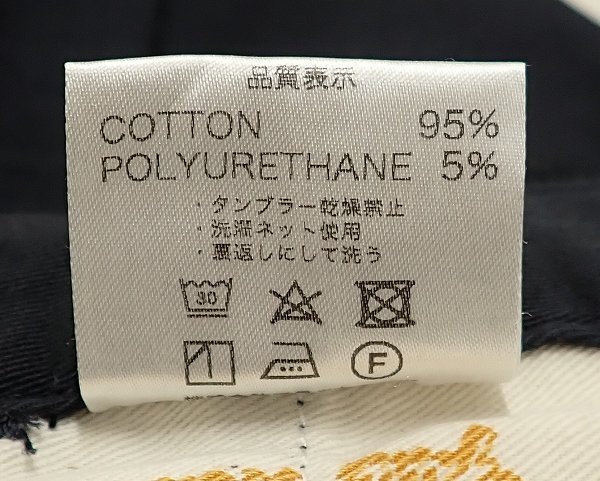 品質表示
COTTON 95%
POLYURETHANE 5%
・タンブラー乾燥禁止
・洗濯ネット使用
・裏返しにして洗う
30
F